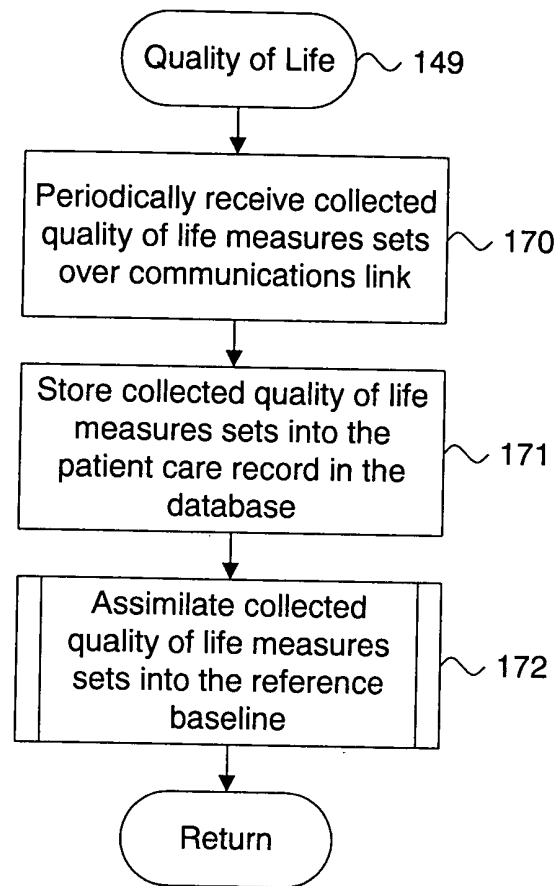 Quality of Life
149
Periodically receive collected
quality of life measures sets
over communications link
170
Store collected quality of life
measures sets into the
patient care record in the
database
171
Assimilate collected
quality of life measures
sets into the reference
baseline
172
Return